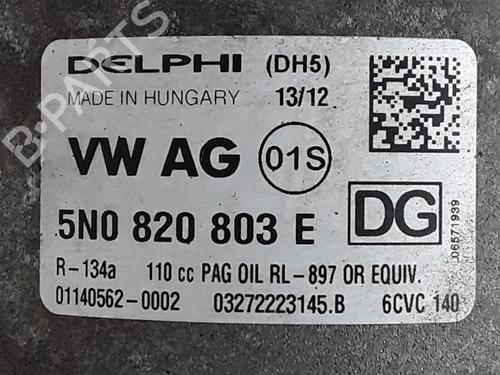 DELPHI (DH5)
MADE IN HUNGARY 13/12
VW AG 01S
5N0 820 803 E DG
06571939
R-134a 110 cc PAG OIL RL-897 OR EQUIV.
01140562-0002 03272223145.B 6CVC 140
B-PARTS